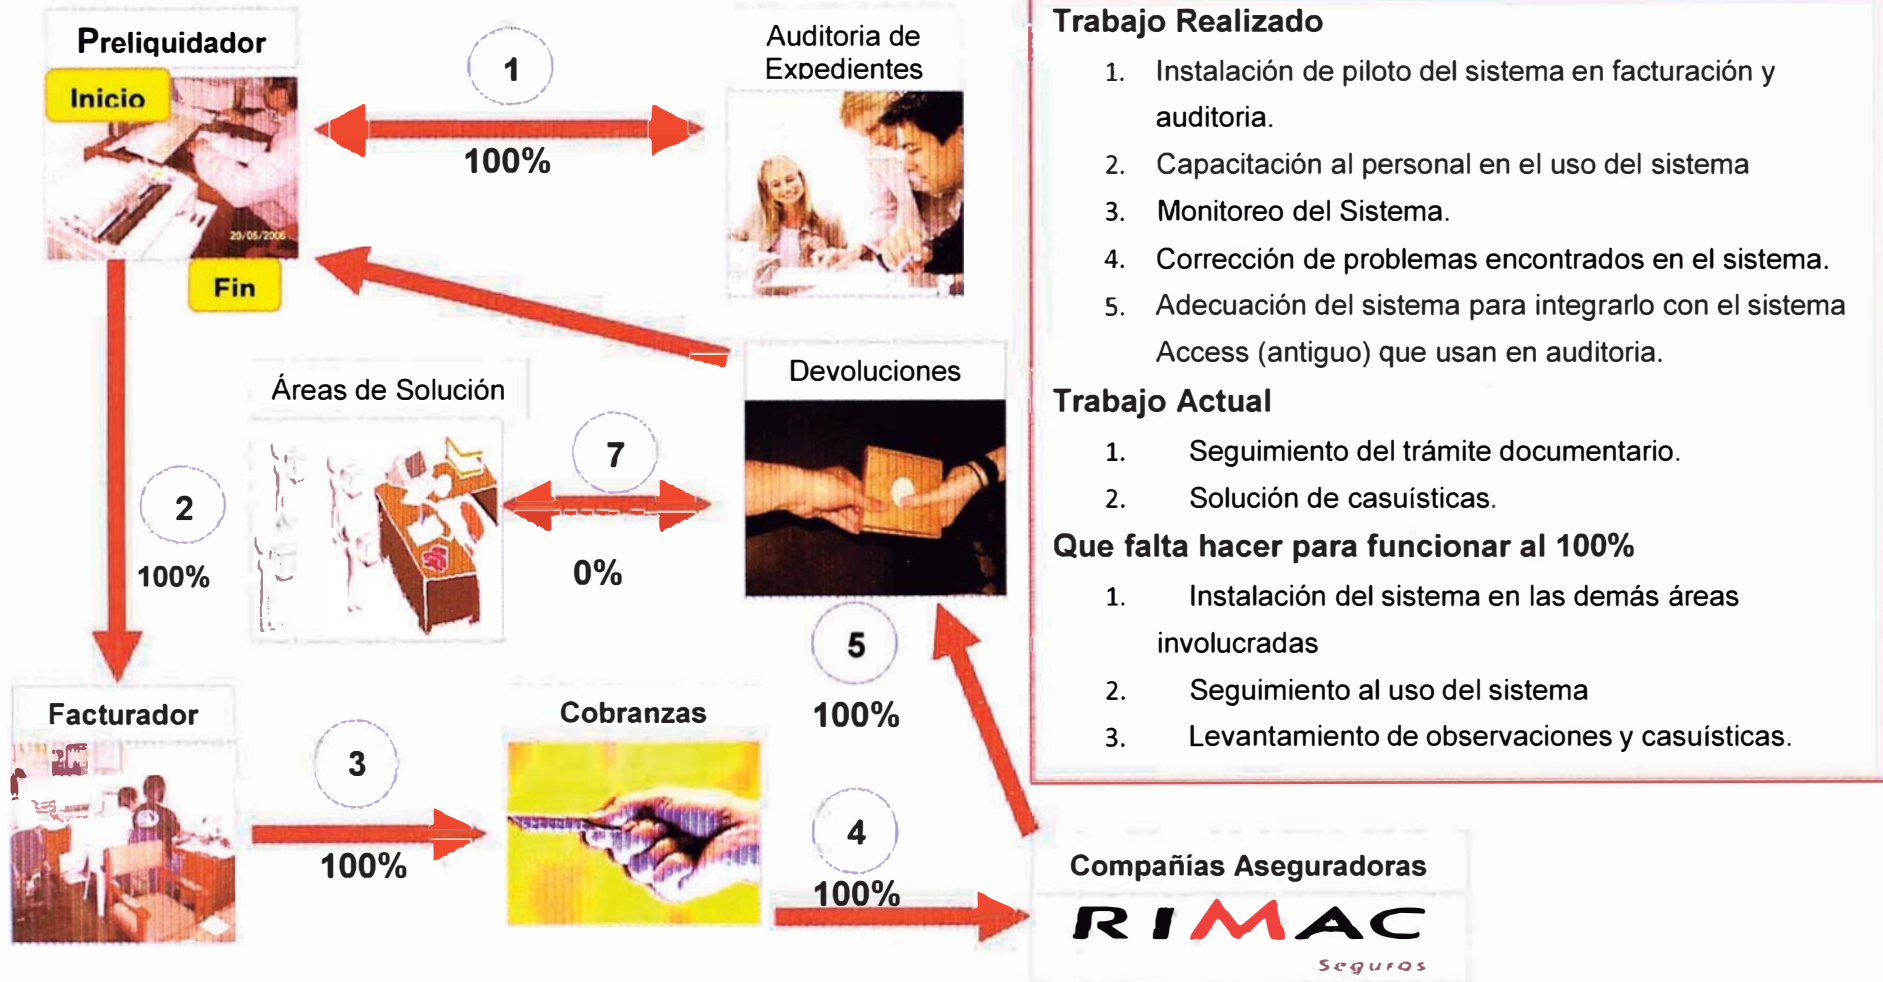 Preliquidador
Inicio
20/05/2006
Fin
1
100%
Auditoria de
Expedientes
Áreas de Solución
7
0%
Devoluciones
2
100%
5
100%
Facturador
3
100%
Cobranzas
4
100%
Compañías Aseguradoras
RIMAC
Seguros
Trabajo Realizado
1. Instalación de piloto del sistema en facturación y
auditoria.
2. Capacitación al personal en el uso del sistema
3. Monitoreo del Sistema.
4. Corrección de problemas encontrados en el sistema.
5. Adecuación del sistema para integrarlo con el sistema
Access (antiguo) que usan en auditoria.
Trabajo Actual
1. Seguimiento del trámite documentario.
2. Solución de casuísticas.
Que falta hacer para funcionar al 100%
1. Instalación del sistema en las demás áreas
involucradas
2. Seguimiento al uso del sistema
3. Levantamiento de observaciones y casuísticas.